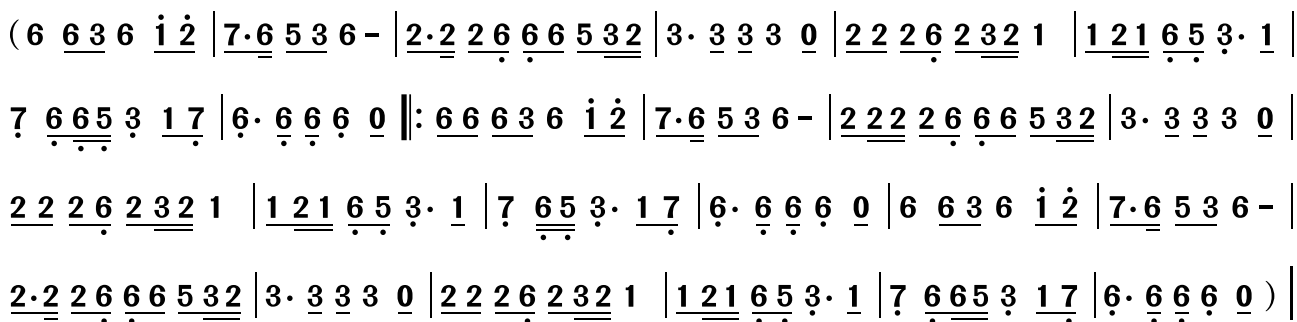 (6 6 3 6 1 2 | 7·6 5 3 6 - | 2·2 2 6 6 6 5 3 2 | 3· 3 3 3 0 | 2 2 2 6 2 3 2 1 | 1 2 1 6 5 3· 1 |
7 6 6 5 3 1 7 | 6· 6 6 6 0 ‖: 6 6 6 3 6 1 2 | 7·6 5 3 6 - | 2 2 2 2 6 6 6 5 3 2 | 3· 3 3 3 0 |
2 2 2 6 2 3 2 1 | 1 2 1 6 5 3· 1 | 7 6 5 3· 1 7 | 6· 6 6 6 0 | 6 6 3 6 1 2 | 7·6 5 3 6 - |
2·2 2 6 6 6 5 3 2 | 3· 3 3 3 0 | 2 2 2 6 2 3 2 1 | 1 2 1 6 5 3· 1 | 7 6 6 5 3 1 7 | 6· 6 6 6 0 ) |